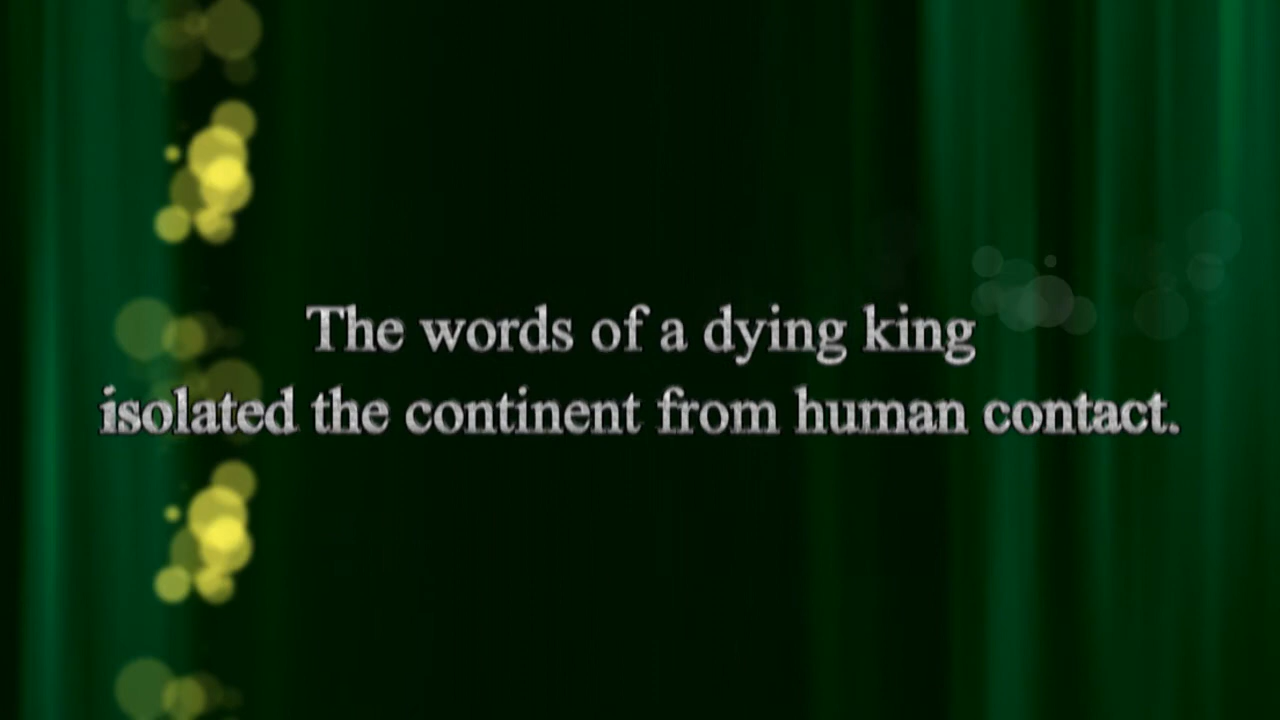 The words of a dying king
isolated the continent from human contact.